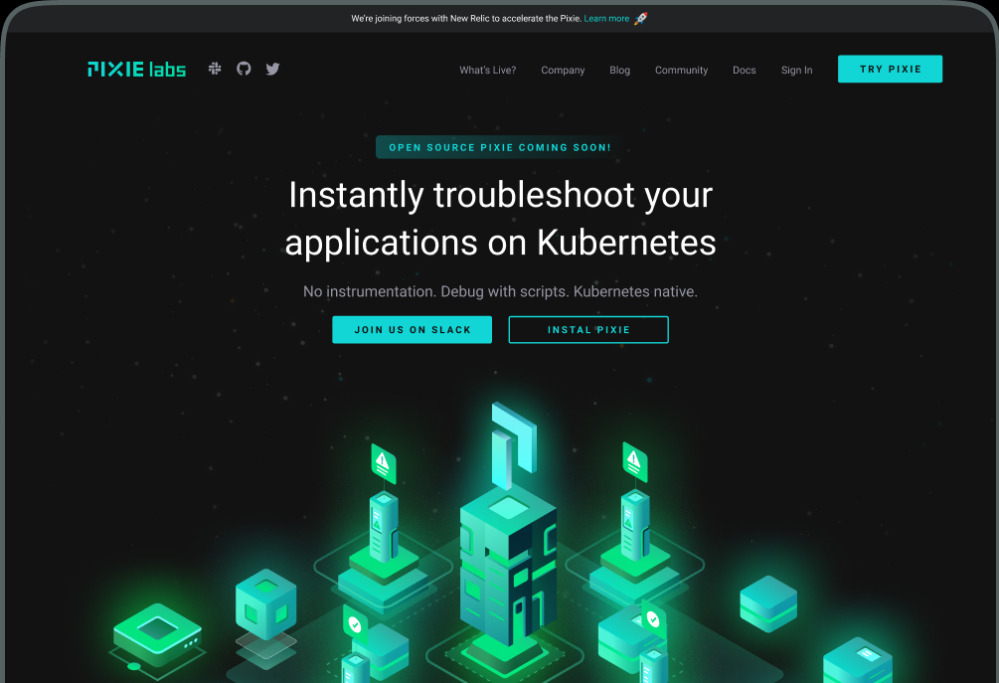 We're joining forces with New Relic to accelerate the Pixie. Learn more
PIXIE labs
What's Live? Company Blog Community Docs Sign In TRY PIXIE
OPEN SOURCE PIXIE COMING SOON!
Instantly troubleshoot your
applications on Kubernetes
No instrumentation. Debug with scripts. Kubernetes native.
JOIN US ON SLACK INSTAL PIXIE